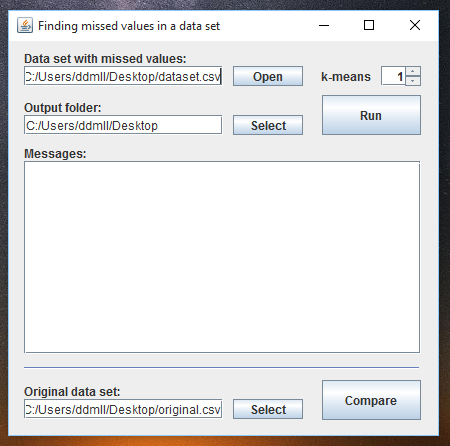 Finding missed values in a data set
Data set with missed values:
C:/Users/ddmll/Desktop/dataset.csv Open k-means 1
Output folder:
C:/Users/ddmll/Desktop Select Run
Messages:
Original data set:
C:/Users/ddmll/Desktop/original.csv Select Compare